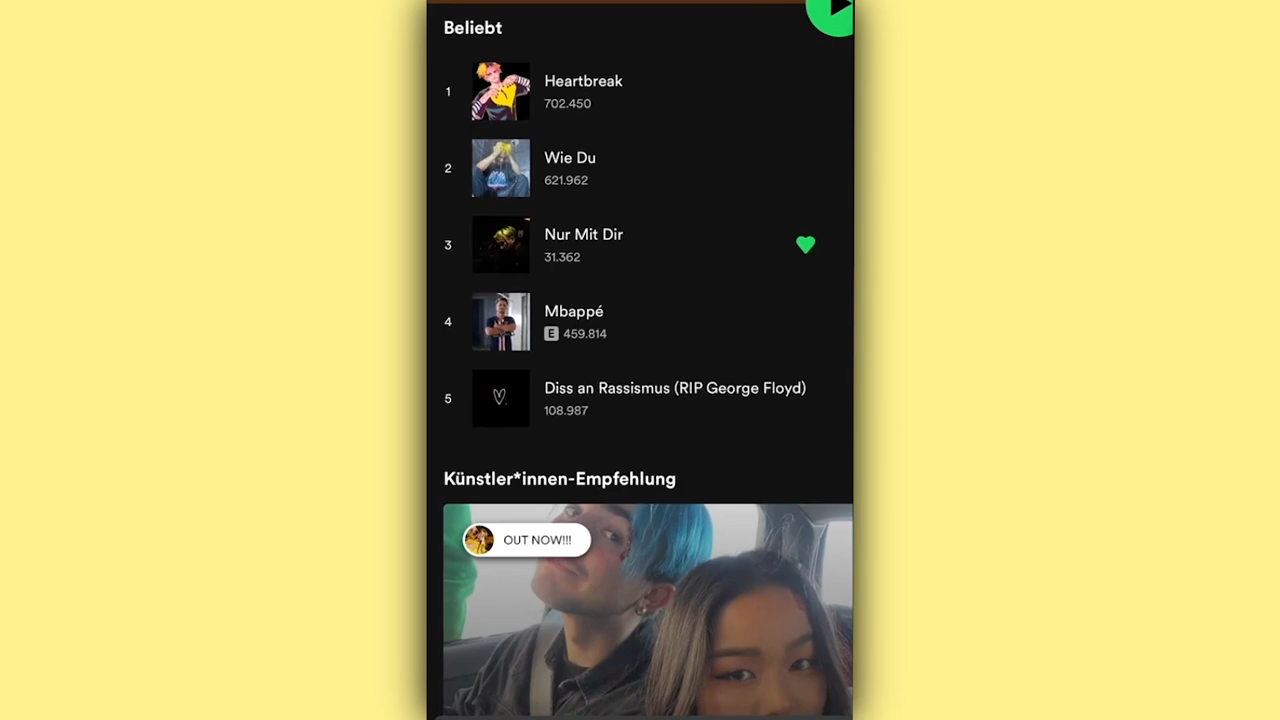 Beliebt
1
Heartbreak
702.450
2
Wie Du
621.962
3
Nur Mit Dir
31.362
4
Mbappé
E 459.814
5
Diss an Rassismus (RIP George Floyd)
108.987
Künstler*innen-Empfehlung
OUT NOW!!!